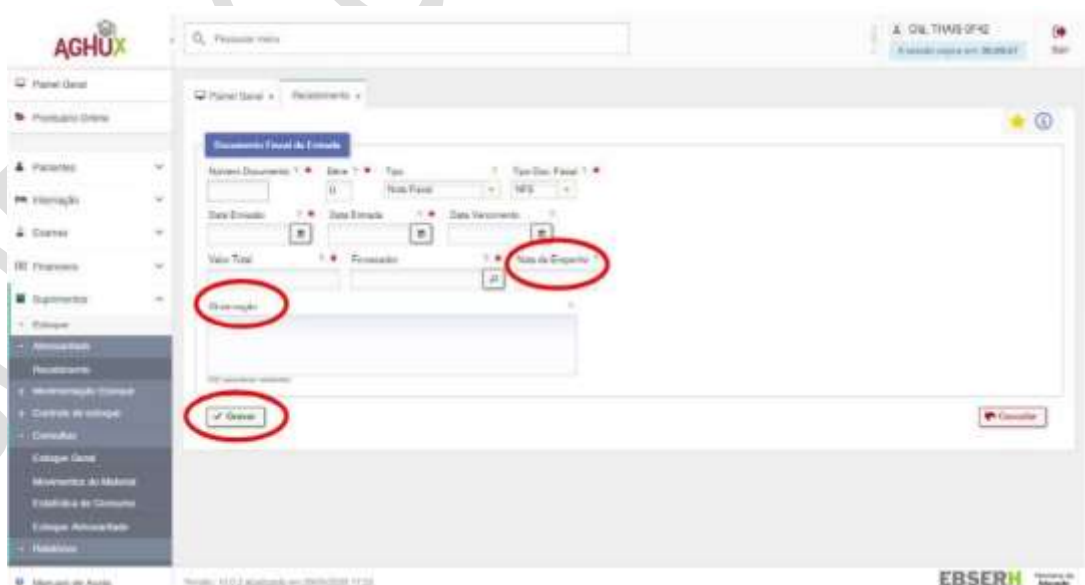 AGHUX
Pesquisar menu
Sair
Painel Geral
Prontuário Online
Pacientes
Internação
Exames
Financeiro
Suprimentos
Estoque
Almoxarifado
Recebimento
Movimentação Estoque
Controle de estoque
Consultas
Estoque Geral
Movimentos do Material
Estatística de Consumo
Estoque Almoxarifado
Relatórios
Manuais de Ajuda
Painel Geral × Recebimento ×
Documento Fiscal de Entrada
Número Documento ? * Série ? * Tipo ? Tipo Doc. Fiscal ? *
Nota Fiscal
Data Emissão ? * Data Entrada ? * Data Vencimento ?
Valor Total ? * Fornecedor ? * Nota de Empenho ?
Observação ?
Gravar
Cancelar
EBSERH